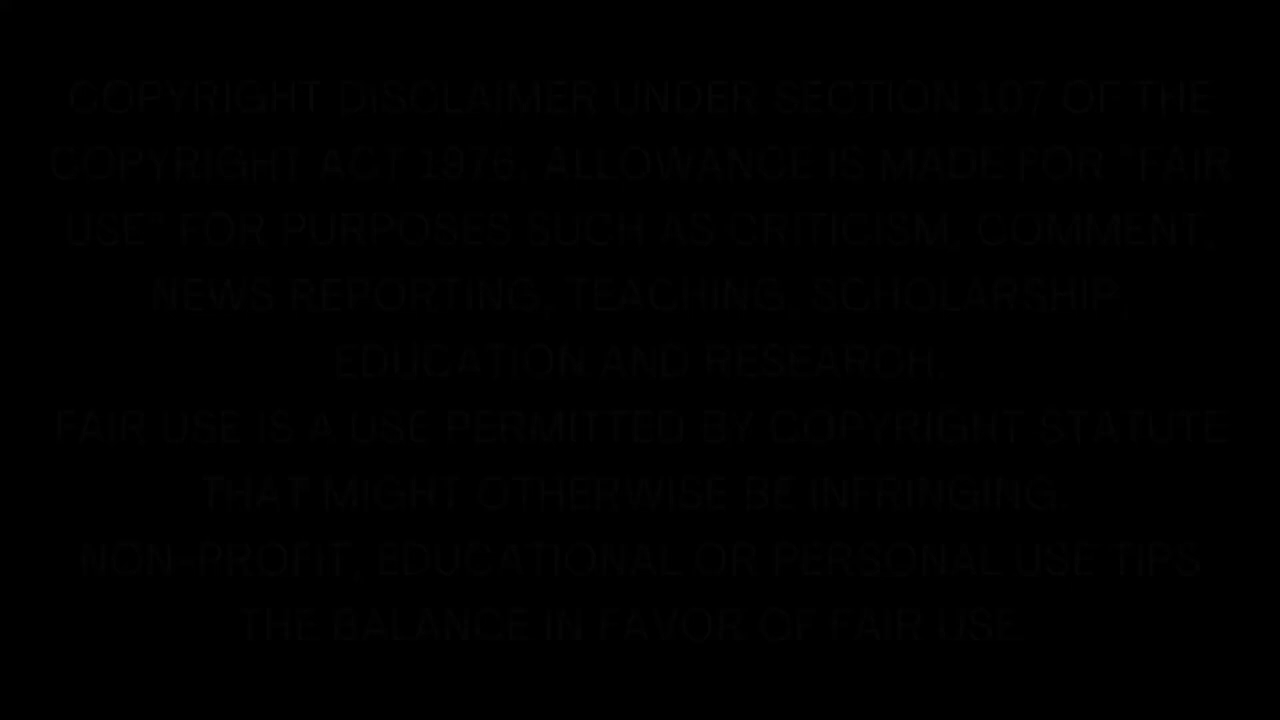 COPYRIGHT DISCLAIMER UNDER SECTION 107 OF THE
COPYRIGHT ACT 1976. ALLOWANCE IS MADE FOR "FAIR
USE" FOR PURPOSES SUCH AS CRITICISM, COMMENT,
NEWS REPORTING, TEACHING, SCHOLARSHIP,
EDUCATION AND RESEARCH.
FAIR USE IS A USE PERMITTED BY COPYRIGHT STATUTE
THAT MIGHT OTHERWISE BE INFRINGING.
NON-PROFIT, EDUCATIONAL OR PERSONAL USE TIPS
THE BALANCE IN FAVOR OF FAIR USE.